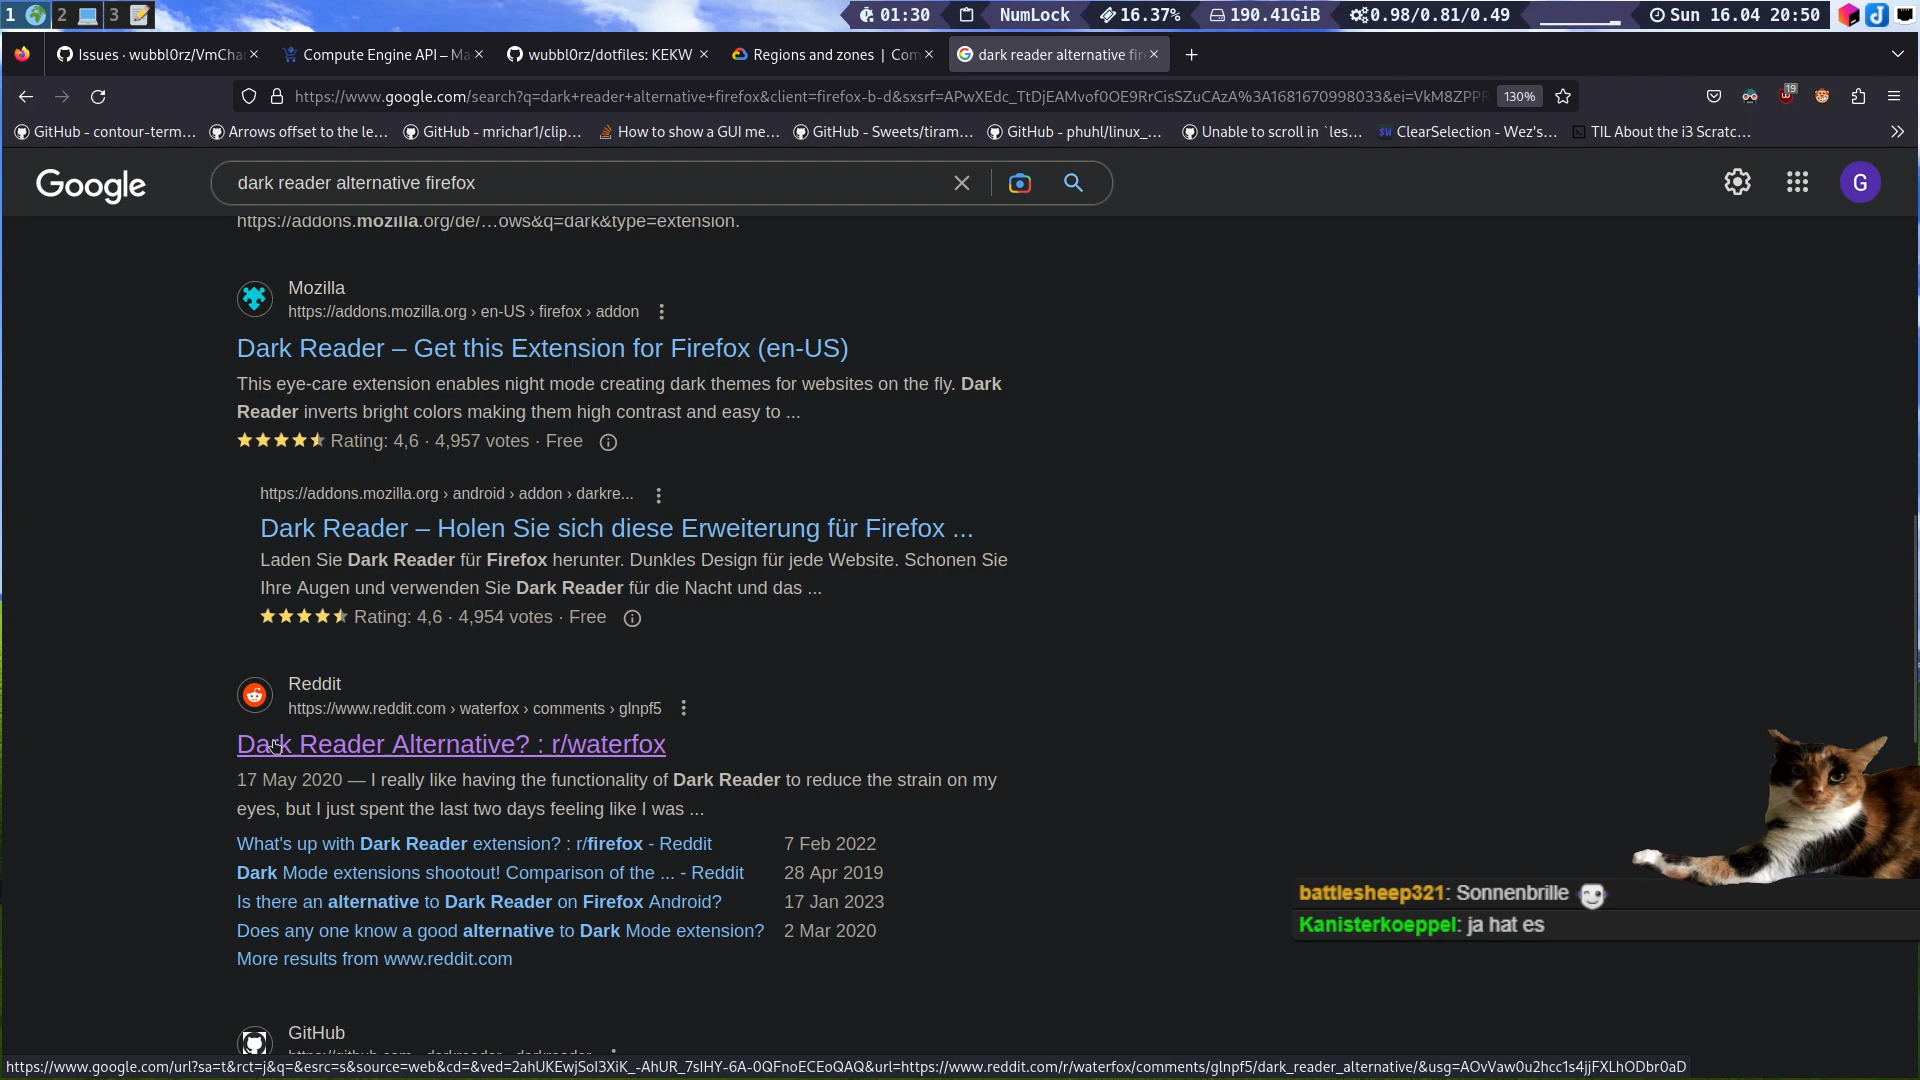 1 2 3 01:30 NumLock 16.37% 190.41GiB 0.98/0.81/0.49 Sun 16.04 20:50
Issues · wubbl0rz/VmCha Compute Engine API – Ma wubbl0rz/dotfiles: KEKW Regions and zones | Com dark reader alternative fire
https://www.google.com/search?q=dark+reader+alternative+firefox&client=firefox-b-d&sxsrf=APwXEdc_TtDjEAMvof0OE9RrCisSZuCAzA%3A1681670998033&ei=VkM8ZPPR 130% 19
GitHub - contour-term... Arrows offset to the le... GitHub - mrichar1/clip... How to show a GUI me... GitHub - Sweets/tiram... GitHub - phuhl/linux_... Unable to scroll in `les... ClearSelection - Wez's... TIL About the i3 Scratc...
Google dark reader alternative firefox G
https://addons.mozilla.org/de/…ows&q=dark&type=extension.
Mozilla
https://addons.mozilla.org › en-US › firefox › addon
Dark Reader – Get this Extension for Firefox (en-US)
This eye-care extension enables night mode creating dark themes for websites on the fly. Dark
Reader inverts bright colors making them high contrast and easy to ...
Rating: 4,6 · 4,957 votes · Free
https://addons.mozilla.org › android › addon › darkre...
Dark Reader – Holen Sie sich diese Erweiterung für Firefox ...
Laden Sie Dark Reader für Firefox herunter. Dunkles Design für jede Website. Schonen Sie
Ihre Augen und verwenden Sie Dark Reader für die Nacht und das ...
Rating: 4,6 · 4,954 votes · Free
Reddit
https://www.reddit.com › waterfox › comments › glnpf5
Dark Reader Alternative? : r/waterfox
17 May 2020 — I really like having the functionality of Dark Reader to reduce the strain on my
eyes, but I just spent the last two days feeling like I was ...
What's up with Dark Reader extension? : r/firefox - Reddit 7 Feb 2022
Dark Mode extensions shootout! Comparison of the ... - Reddit 28 Apr 2019
Is there an alternative to Dark Reader on Firefox Android? 17 Jan 2023
Does any one know a good alternative to Dark Mode extension? 2 Mar 2020
More results from www.reddit.com
battlesheep321: Sonnenbrille
Kanisterkoeppel: ja hat es
GitHub
https://www.google.com/url?sa=t&rct=j&q=&esrc=s&source=web&cd=&ved=2ahUKEwjSoI3XiK_-AhUR_7sIHY-6A-0QFnoECEoQAQ&url=https://www.reddit.com/r/waterfox/comments/glnpf5/dark_reader_alternative/&usg=AOvVaw0u2hcc1s4jjFXLhODbr0aD